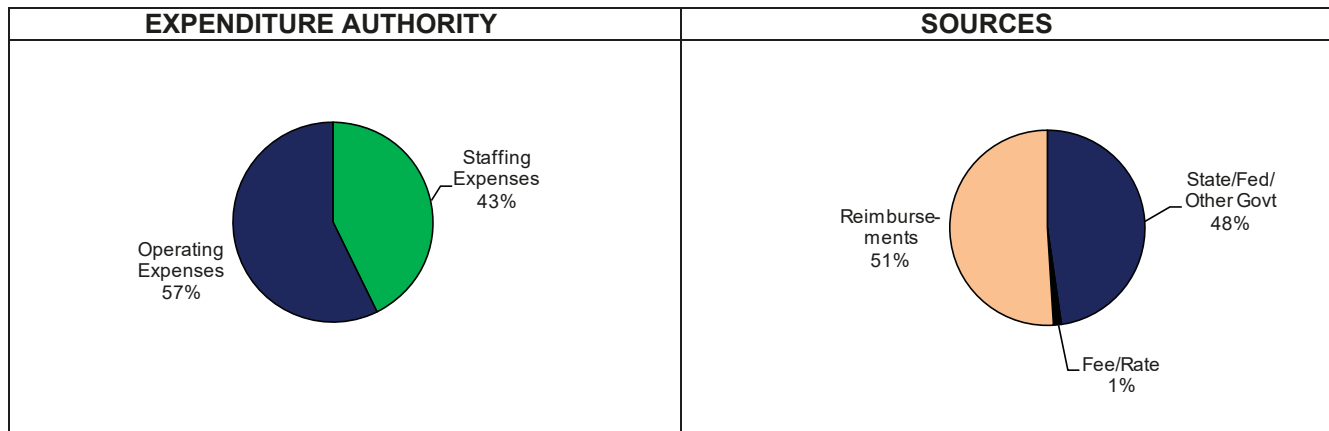 EXPENDITURE AUTHORITY
Staffing
Expenses
43%
Operating
Expenses
57%
SOURCES
State/Fed/
Other Govt
48%
Reimburse-
ments
51%
Fee/Rate
1%